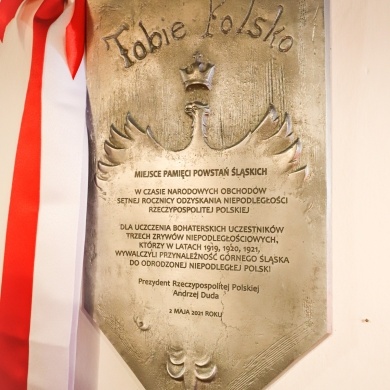 Tobie Polsko
MIEJSCE PAMIĘCI POWSTAŃ ŚLĄSKICH
W CZASIE NARODOWYCH OBCHODÓW
SETNEJ ROCZNICY ODZYSKANIA NIEPODLEGŁOŚCI
RZECZYPOSPOLITEJ POLSKIEJ
DLA UCZCZENIA BOHATERSKICH UCZESTNIKÓW
TRZECH ZRYWÓW NIEPODLEGŁOŚCIOWYCH,
KTÓRZY W LATACH 1919, 1920, 1921,
WYWALCZYLI PRZYNALEŻNOŚĆ GÓRNEGO ŚLĄSKA
DO ODRODZONEJ NIEPODLEGŁEJ POLSKI
Prezydent Rzeczypospolitej Polskiej
Andrzej Duda
2 MAJA 2021 ROKU